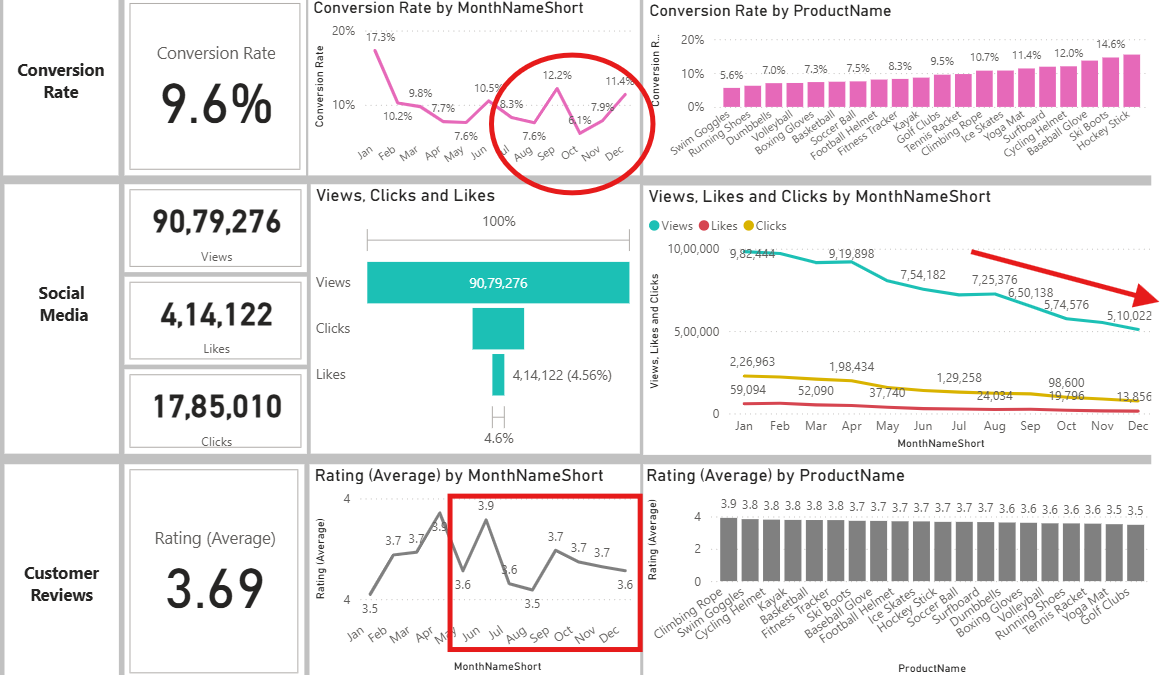 Conversion
Rate
Conversion Rate
9.6%
Conversion Rate by MonthNameShort
Conversion Rate
20%
10%
17.3%
10.2%
9.8%
7.7%
7.6%
10.5%
8.3%
7.6%
12.2%
6.1%
7.9%
11.4%
Jan
Feb
Mar
Apr
May
Jun
Jul
Aug
Sep
Oct
Nov
Dec
Conversion Rate by ProductName
Conversion R...
20%
10%
0%
5.6%
7.0%
7.3%
7.5%
8.3%
9.5%
10.7%
11.4%
12.0%
14.6%
Swim Goggles
Running Shoes
Dumbbells
Volleyball
Boxing Gloves
Basketball
Soccer Ball
Football Helmet
Fitness Tracker
Kayak
Golf Clubs
Tennis Racket
Climbing Rope
Ice Skates
Yoga Mat
Surfboard
Cycling Helmet
Baseball Glove
Ski Boots
Hockey Stick
Social
Media
90,79,276
Views
4,14,122
Likes
17,85,010
Clicks
Views, Clicks and Likes
100%
Views
90,79,276
Clicks
Likes
4,14,122 (4.56%)
4.6%
Views, Likes and Clicks by MonthNameShort
Views
Likes
Clicks
Views, Likes and Clicks
10,00,000
5,00,000
0
9,82,444
9,19,898
7,54,182
7,25,376
6,50,138
5,74,576
5,10,022
2,26,963
1,98,434
1,29,258
98,600
59,094
52,090
37,740
24,034
19,796
13,856
Jan
Feb
Mar
Apr
May
Jun
Jul
Aug
Sep
Oct
Nov
Dec
MonthNameShort
Customer
Reviews
Rating (Average)
3.69
Rating (Average) by MonthNameShort
Rating (Average)
4
4
3.5
3.7
3.7
3.9
3.6
3.9
3.6
3.5
3.7
3.7
3.7
3.6
Jan
Feb
Mar
Apr
May
Jun
Jul
Aug
Sep
Oct
Nov
Dec
MonthNameShort
Rating (Average) by ProductName
Rating (Average)
4
2
0
3.9
3.8
3.8
3.8
3.8
3.8
3.7
3.7
3.7
3.7
3.7
3.7
3.7
3.6
3.6
3.6
3.6
3.6
3.5
3.5
Climbing Rope
Swim Goggles
Cycling Helmet
Kayak
Basketball
Fitness Tracker
Ski Boots
Baseball Glove
Football Helmet
Ice Skates
Hockey Stick
Soccer Ball
Surfboard
Dumbbells
Boxing Gloves
Volleyball
Running Shoes
Tennis Racket
Yoga Mat
Golf Clubs
ProductName